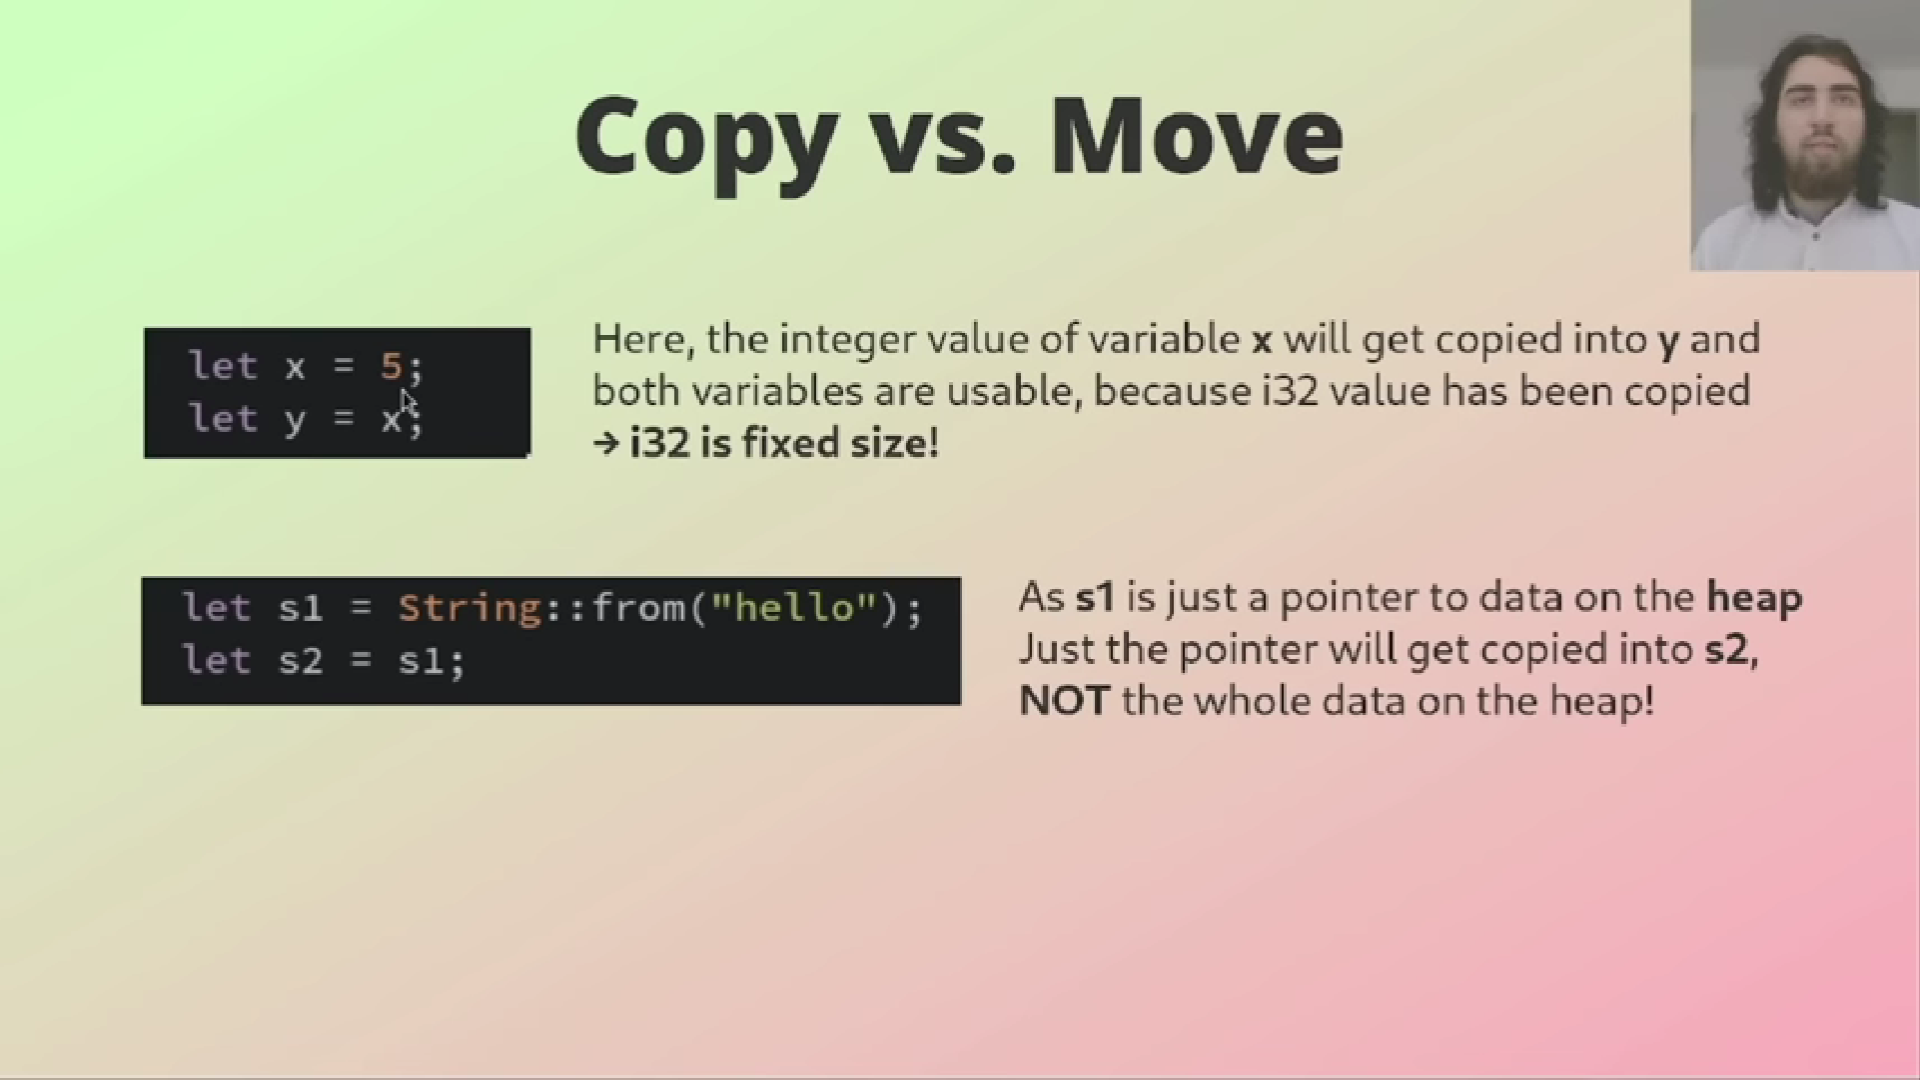 Copy vs. Move
let x = 5;
let y = x;
Here, the integer value of variable x will get copied into y and
both variables are usable, because i32 value has been copied
→ i32 is fixed size!
let s1 = String::from("hello");
let s2 = s1;
As s1 is just a pointer to data on the heap
Just the pointer will get copied into s2,
NOT the whole data on the heap!